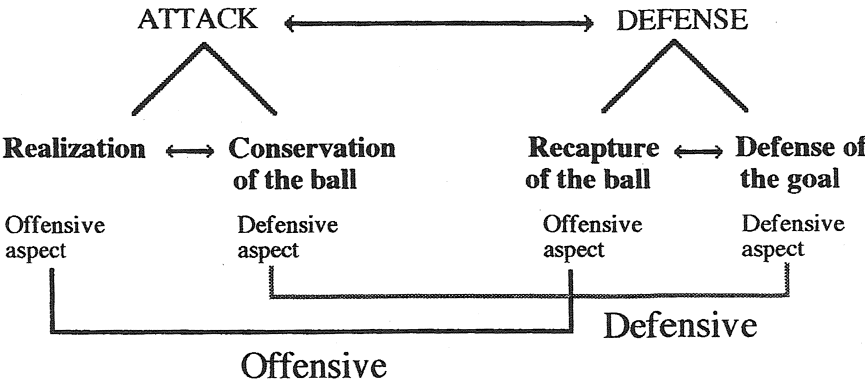 ATTACK DEFENSE
Realization Conservation of the ball Recapture of the ball Defense of the goal
Offensive aspect Defensive aspect Offensive aspect Defensive aspect
Defensive
Offensive